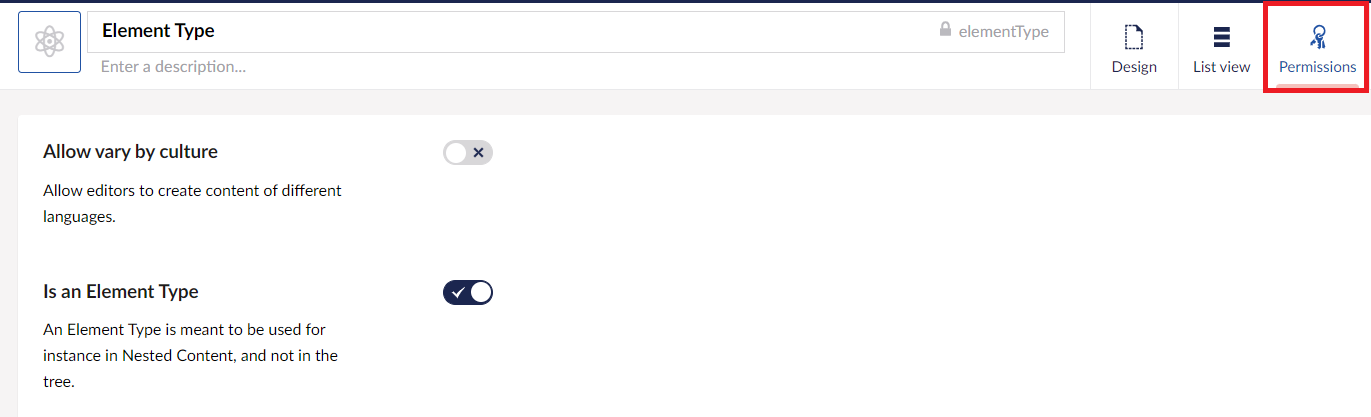 Element Type
elementType
Enter a description...
Design
List view
Permissions
Allow vary by culture
Allow editors to create content of different
languages.
Is an Element Type
An Element Type is meant to be used for
instance in Nested Content, and not in the
tree.